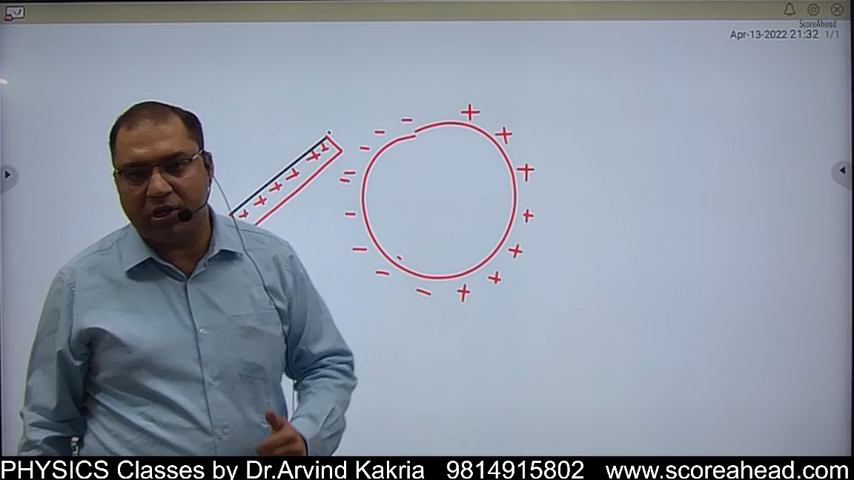 ScoreAhead
Apr-13-2022 21:32 1/1
- - - +
- +
= + + + + + + +
- +
- +
- +
- +
PHYSICS Classes by Dr.Arvind Kakria 9814915802 www.scoreahead.com